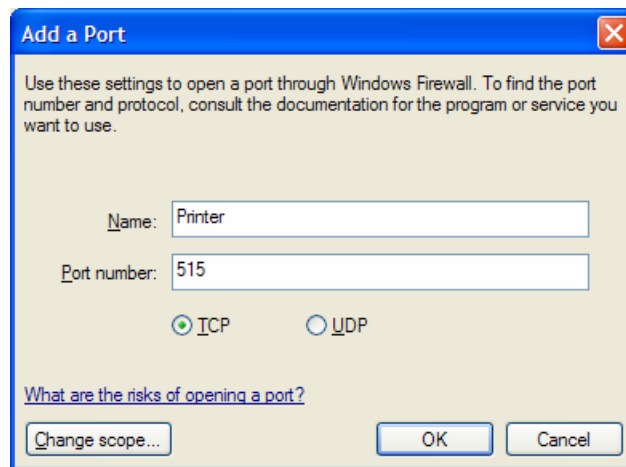 Add a Port
Use these settings to open a port through Windows Firewall. To find the port
number and protocol, consult the documentation for the program or service you
want to use.
Name: Printer
Port number: 515
TCP UDP
What are the risks of opening a port?
Change scope... OK Cancel